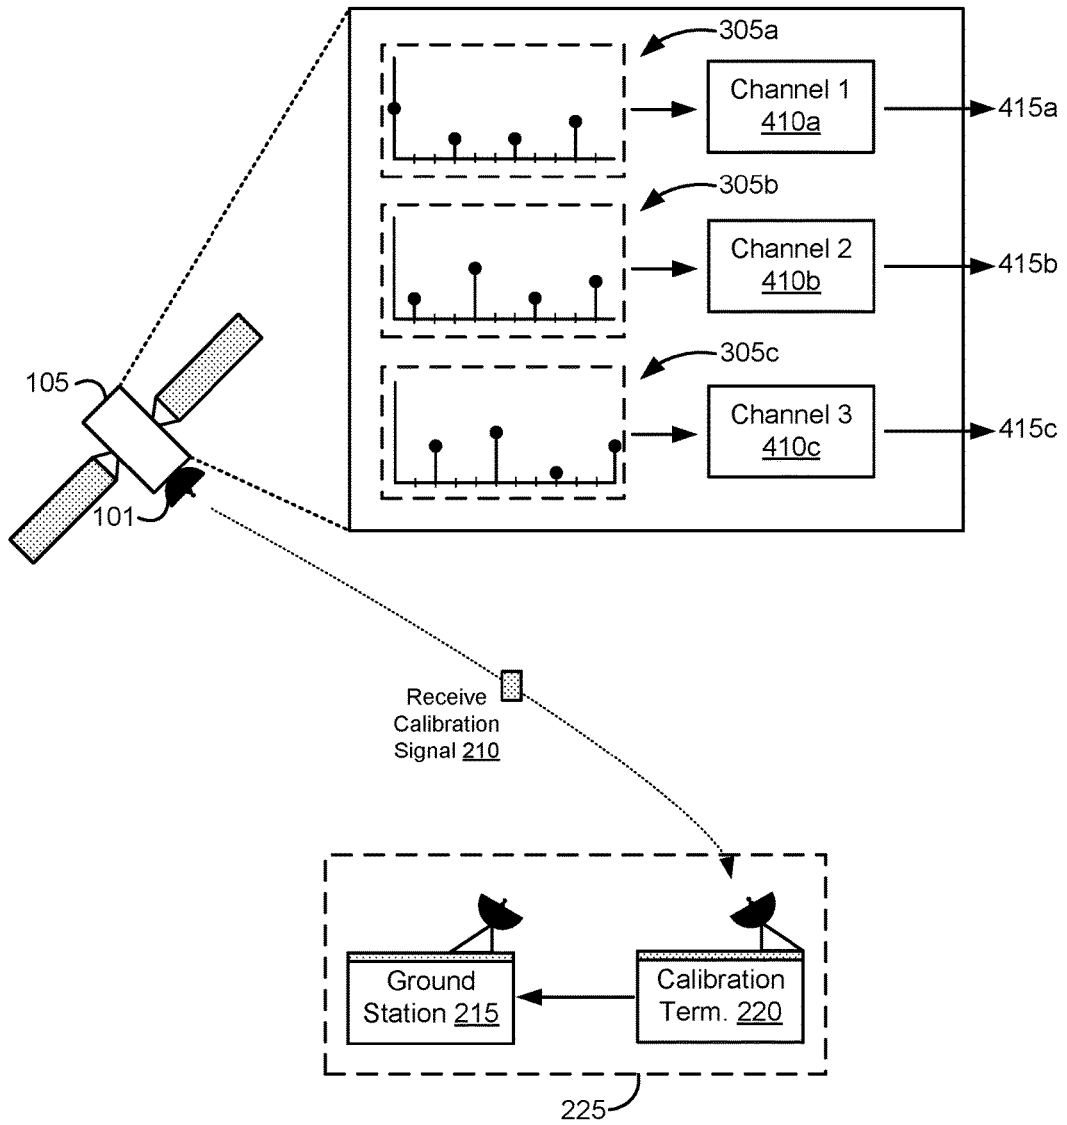 305a
Channel 1
410a
415a
305b
Channel 2
410b
415b
305c
Channel 3
410c
415c
105
101
Receive
Calibration
Signal 210
Ground
Station 215
Calibration
Term. 220
225